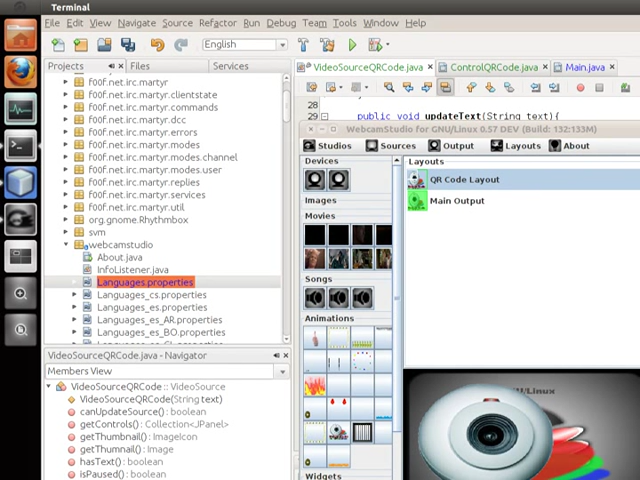 Terminal
File Edit View Navigate Source Refactor Run Debug Team Tools Window Help
English
Projects
Files
Services
VideoSourceQRCode.java
ControlQRCode.java
Main.java
f00f.net.irc.martyr
f00f.net.irc.martyr.clientstate
f00f.net.irc.martyr.commands
f00f.net.irc.martyr.dcc
f00f.net.irc.martyr.errors
f00f.net.irc.martyr.modes
f00f.net.irc.martyr.modes.channel
f00f.net.irc.martyr.modes.user
f00f.net.irc.martyr.replies
f00f.net.irc.martyr.services
f00f.net.irc.martyr.util
org.gnome.Rhythmbox
svm
webcamstudio
About.java
InfoListener.java
Languages.properties
Languages_cs.properties
Languages_es.properties
Languages_es_AR.properties
Languages_es_BO.properties
28
29 public void updateText(String text){
WebcamStudio for GNU/Linux 0.57 DEV (Build: 132:133M)
Studios Sources Output Layouts About
Devices
Images
Movies
Songs
Animations
Widgets
Layouts
QR Code Layout
Main Output
VideoSourceQRCode.java - Navigator
Members View
VideoSourceQRCode :: VideoSource
VideoSourceQRCode(String text)
canUpdateSource() : boolean
getControls() : Collection<JPanel>
getThumbnail() : ImageIcon
getThumnail() : Image
hasText() : boolean
isPaused() : boolean